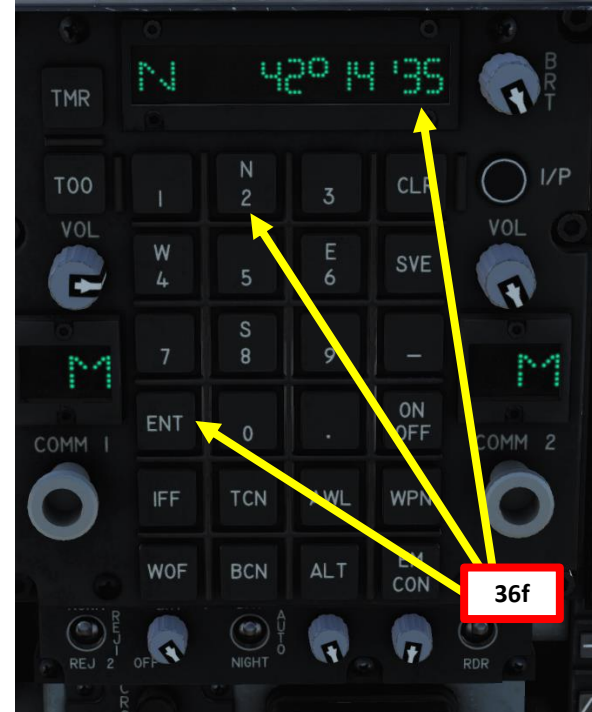 N 42° 14 '35
BRT
TMR
TOO
1
N
2
3
CLR
I/P
VOL
VOL
W
4
5
E
6
SVE
7
S
8
9
—
M
M
ENT
0
.
ON
OFF
COMM 1
COMM 2
IFF
TCN
AWL
WPN
WOF
BCN
ALT
EM
CON
36f
REJ 1
AUTO
REJ 2
OFF
NIGHT
RDR